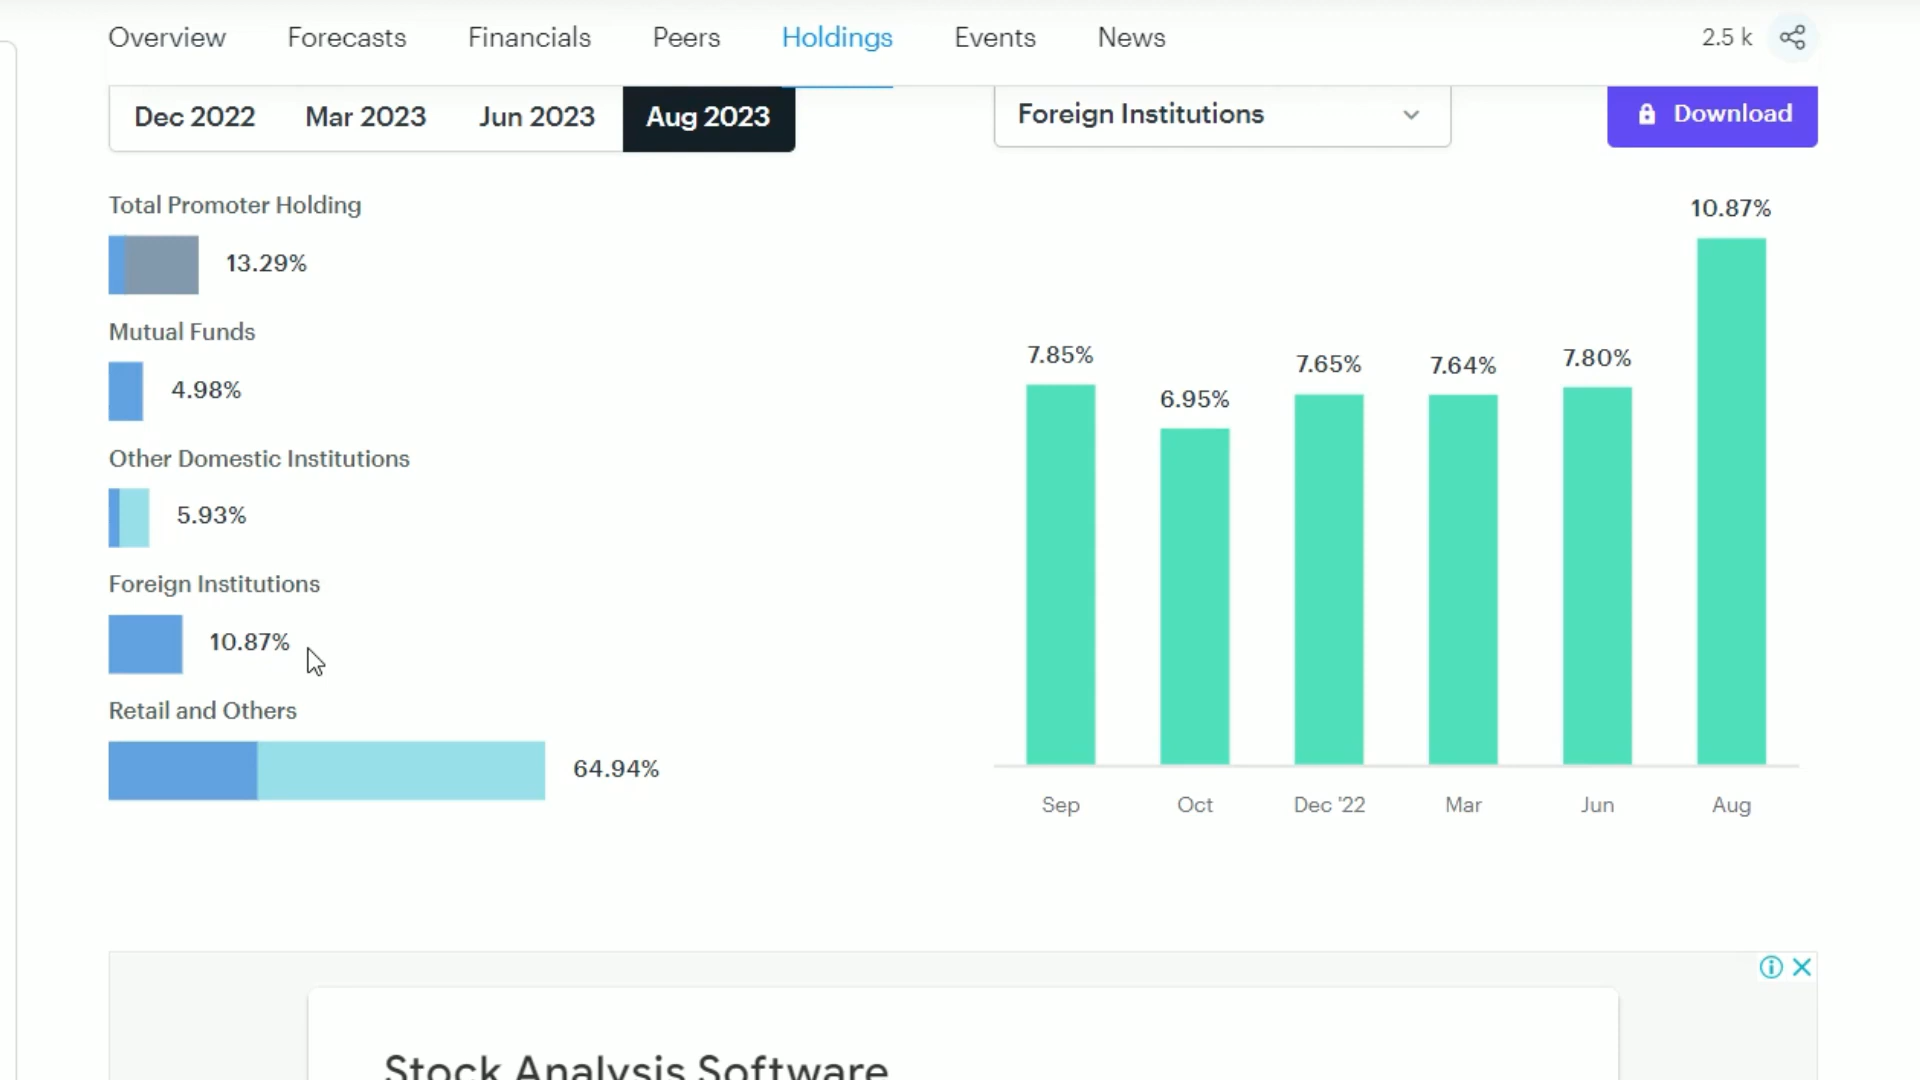 Overview Forecasts Financials Peers Holdings Events News 2.5 k
Dec 2022 Mar 2023 Jun 2023 Aug 2023
Foreign Institutions
Download
Total Promoter Holding
13.29%
Mutual Funds
4.98%
Other Domestic Institutions
5.93%
Foreign Institutions
10.87%
Retail and Others
64.94%
7.85% 6.95% 7.65% 7.64% 7.80% 10.87%
Sep Oct Dec '22 Mar Jun Aug
Stock Analysis Software